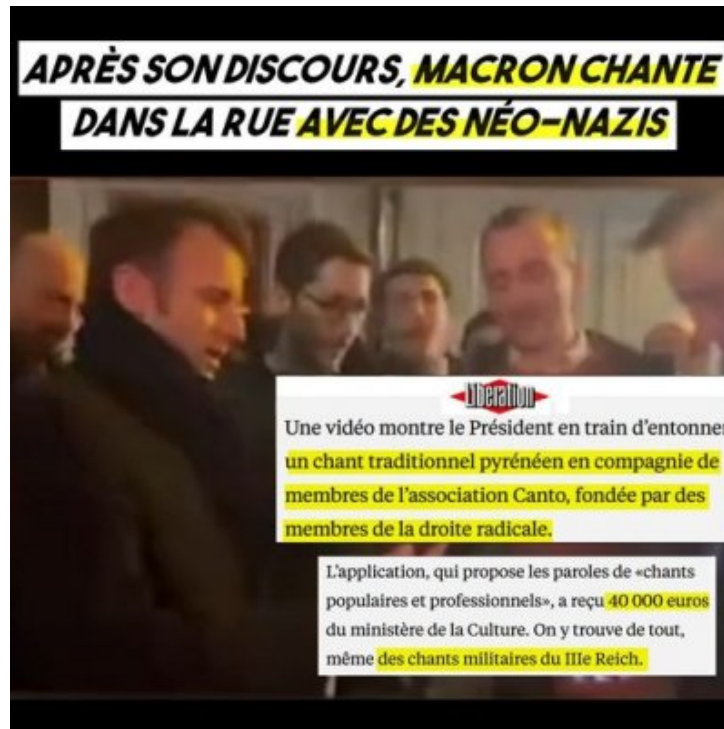 APRÈS SON DISCOURS, MACRON CHANTE
DANS LA RUE AVEC DES NÉO-NAZIS
Libération
Une vidéo montre le Président en train d'entonner
un chant traditionnel pyrénéen en compagnie de
membres de l'association Canto, fondée par des
membres de la droite radicale.
L'application, qui propose les paroles de «chants
populaires et professionnels», a reçu 40 000 euros
du ministère de la Culture. On y trouve de tout,
même des chants militaires du IIIe Reich.